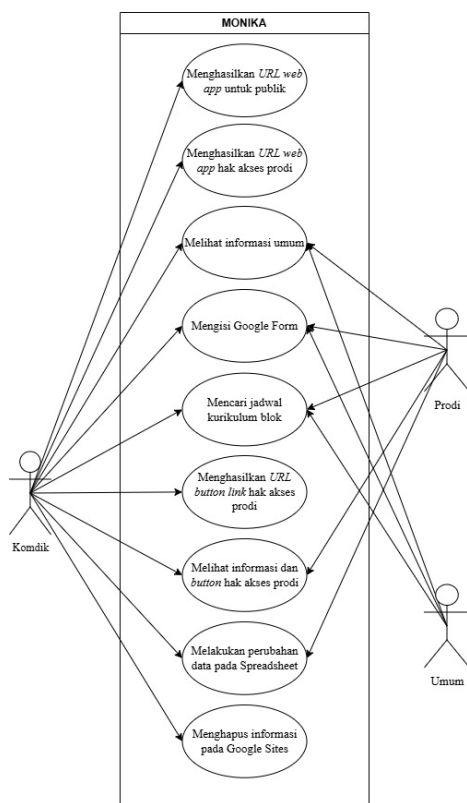 MONIKA
Menghasilkan URL web
app untuk publik
Menghasilkan URL web
app hak akses prodi
Melihat informasi umum
Mengisi Google Form
Mencari jadwal
kurikulum blok
Menghasilkan URL
button link hak akses
prodi
Melihat informasi dan
button hak akses prodi
Melakukan perubahan
data pada Spreadsheet
Menghapus informasi
pada Google Sites
Komdik
Prodi
Umum